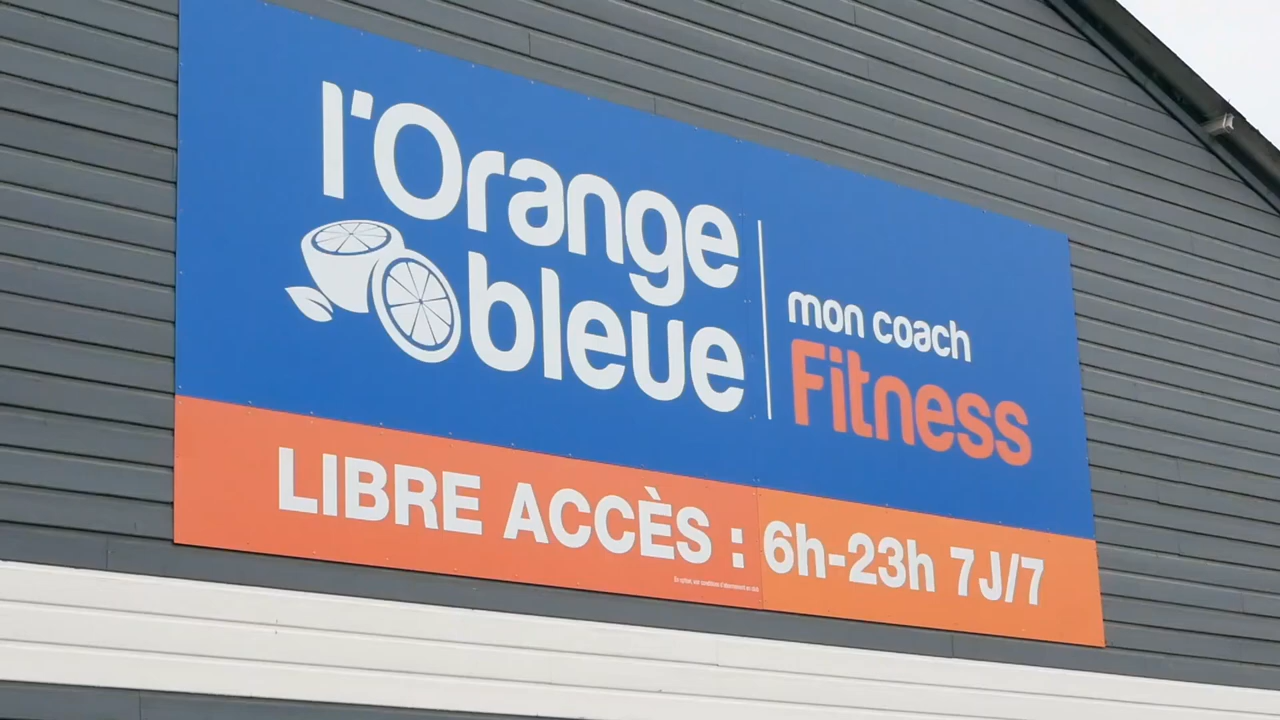 l'Orange
bleue
mon coach
Fitness
LIBRE ACCÈS : 6h-23h 7J/7